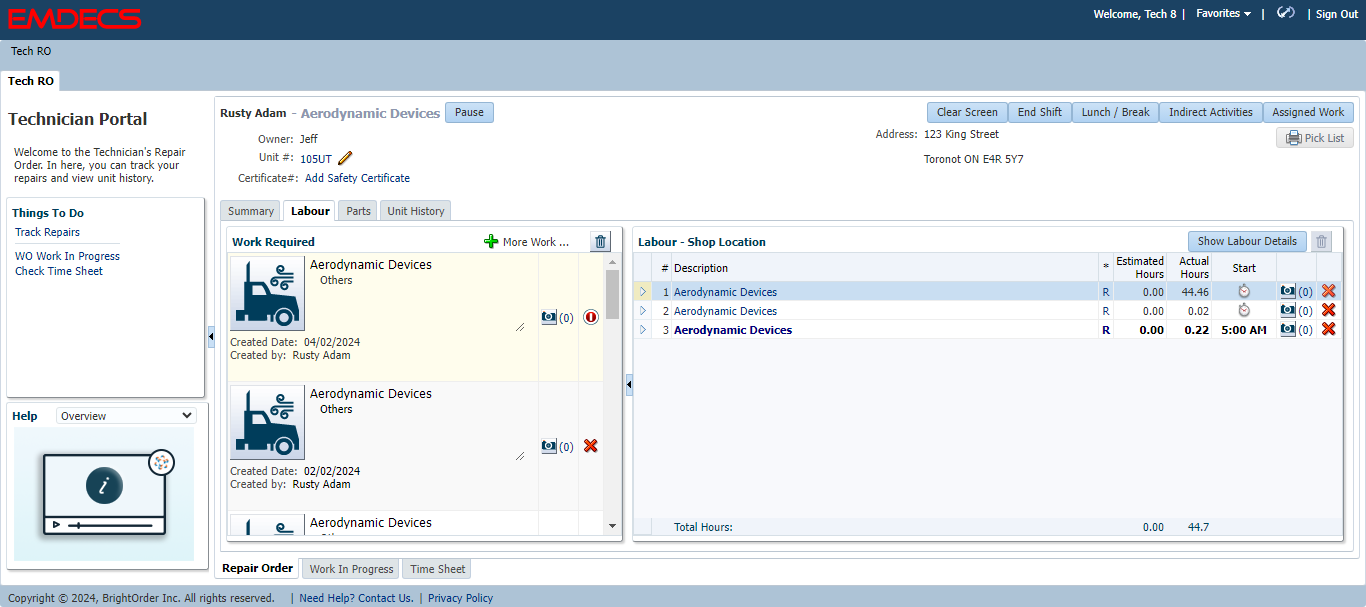 EMDECS
Welcome, Tech 8 | Favorites | | Sign Out
Tech RO
Tech RO
Technician Portal
Welcome to the Technician's Repair
Order. In here, you can track your
repairs and view unit history.
Things To Do
Track Repairs
WO Work In Progress
Check Time Sheet
Help Overview
i
Rusty Adam - Aerodynamic Devices Pause
Clear Screen End Shift Lunch / Break Indirect Activities Assigned Work
Owner: Jeff
Address: 123 King Street
Pick List
Unit #: 105UT
Toronot ON E4R 5Y7
Certificate#: Add Safety Certificate
Summary Labour Parts Unit History
Work Required More Work ...
Aerodynamic Devices
Others
(0)
Created Date: 04/02/2024
Created by: Rusty Adam
Aerodynamic Devices
Others
(0)
Created Date: 02/02/2024
Created by: Rusty Adam
Aerodynamic Devices
Labour - Shop Location Show Labour Details
# Description * Estimated Hours Actual Hours Start
1 Aerodynamic Devices R 0.00 44.46 (0)
2 Aerodynamic Devices R 0.00 0.02 (0)
3 Aerodynamic Devices R 0.00 0.22 5:00 AM (0)
Total Hours: 0.00 44.7
Repair Order Work In Progress Time Sheet
Copyright © 2024, BrightOrder Inc. All rights reserved. | Need Help? Contact Us. | Privacy Policy